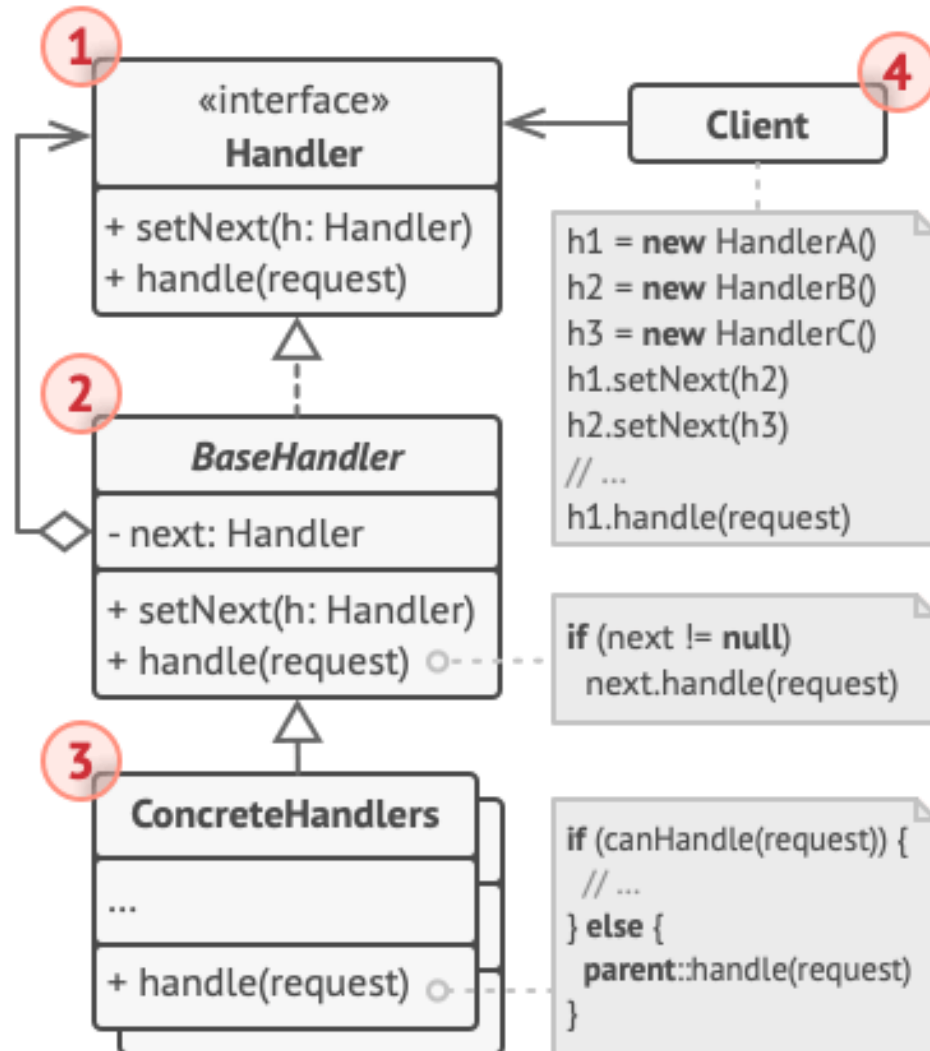 1
«interface»
Handler
+ setNext(h: Handler)
+ handle(request)
4
Client
h1 = new HandlerA()
h2 = new HandlerB()
h3 = new HandlerC()
h1.setNext(h2)
h2.setNext(h3)
// ...
h1.handle(request)
2
BaseHandler
- next: Handler
+ setNext(h: Handler)
+ handle(request)
if (next != null)
next.handle(request)
3
ConcreteHandlers
...
+ handle(request)
if (canHandle(request)) {
// ...
} else {
parent::handle(request)
}